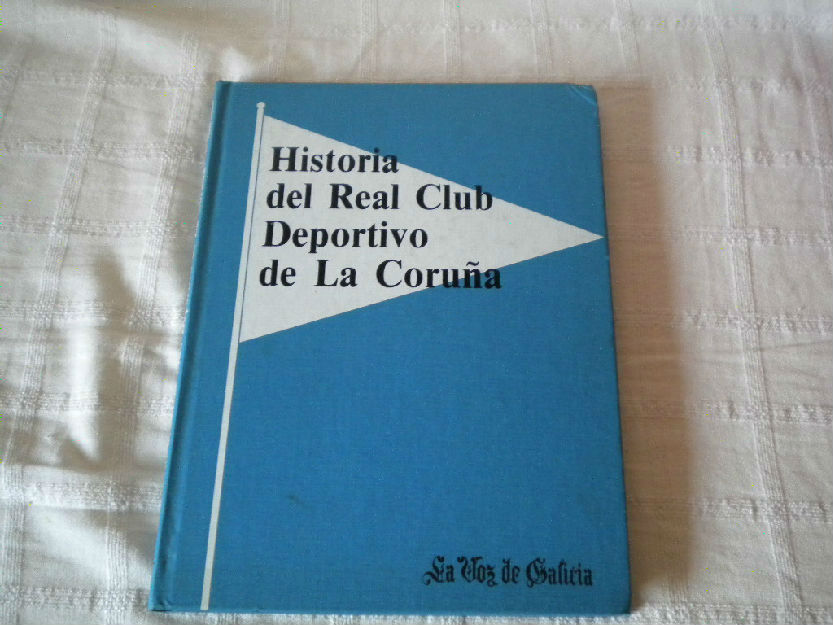 Historia
del Real Club
Deportivo
de La Coruña
La Voz de Galicia